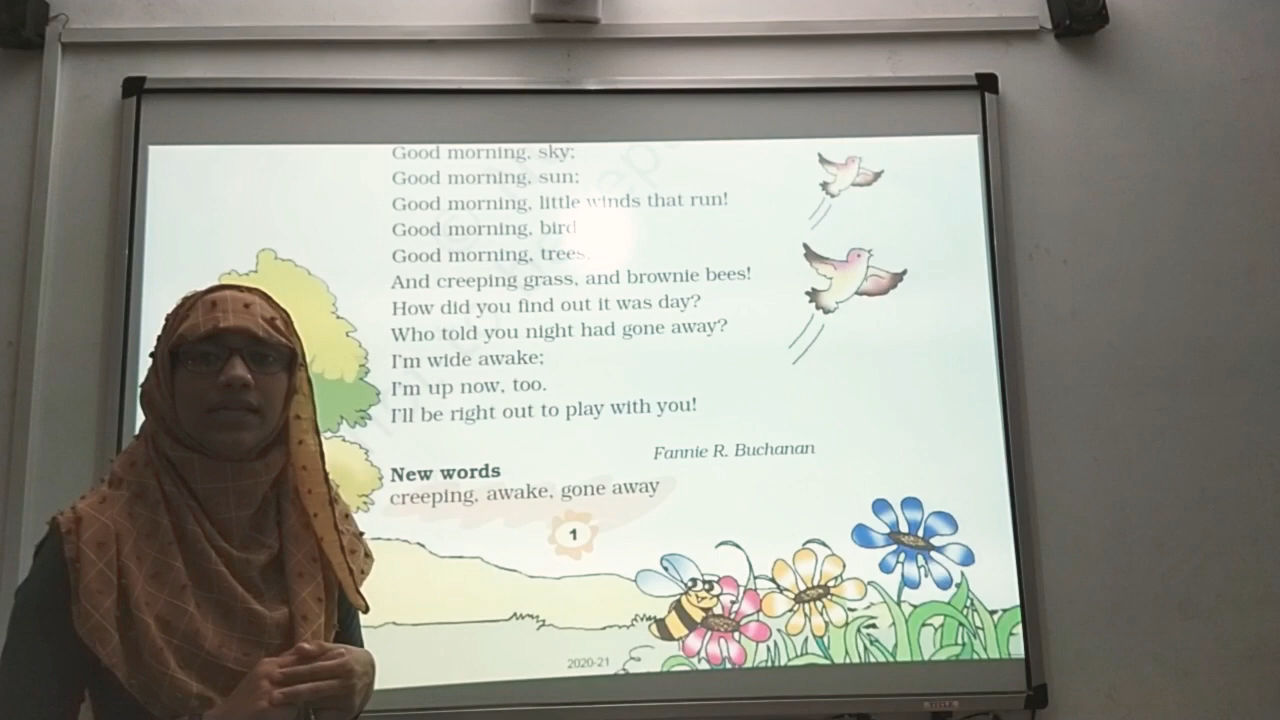 Good morning, sky;
Good morning, sun;
Good morning, little winds that run!
Good morning, bird
Good morning, trees,
And creeping grass, and brownie bees!
How did you find out it was day?
Who told you night had gone away?
I'm wide awake;
I'm up now, too.
I'll be right out to play with you!
Fannie R. Buchanan
New words
creeping, awake, gone away
1
2020-21